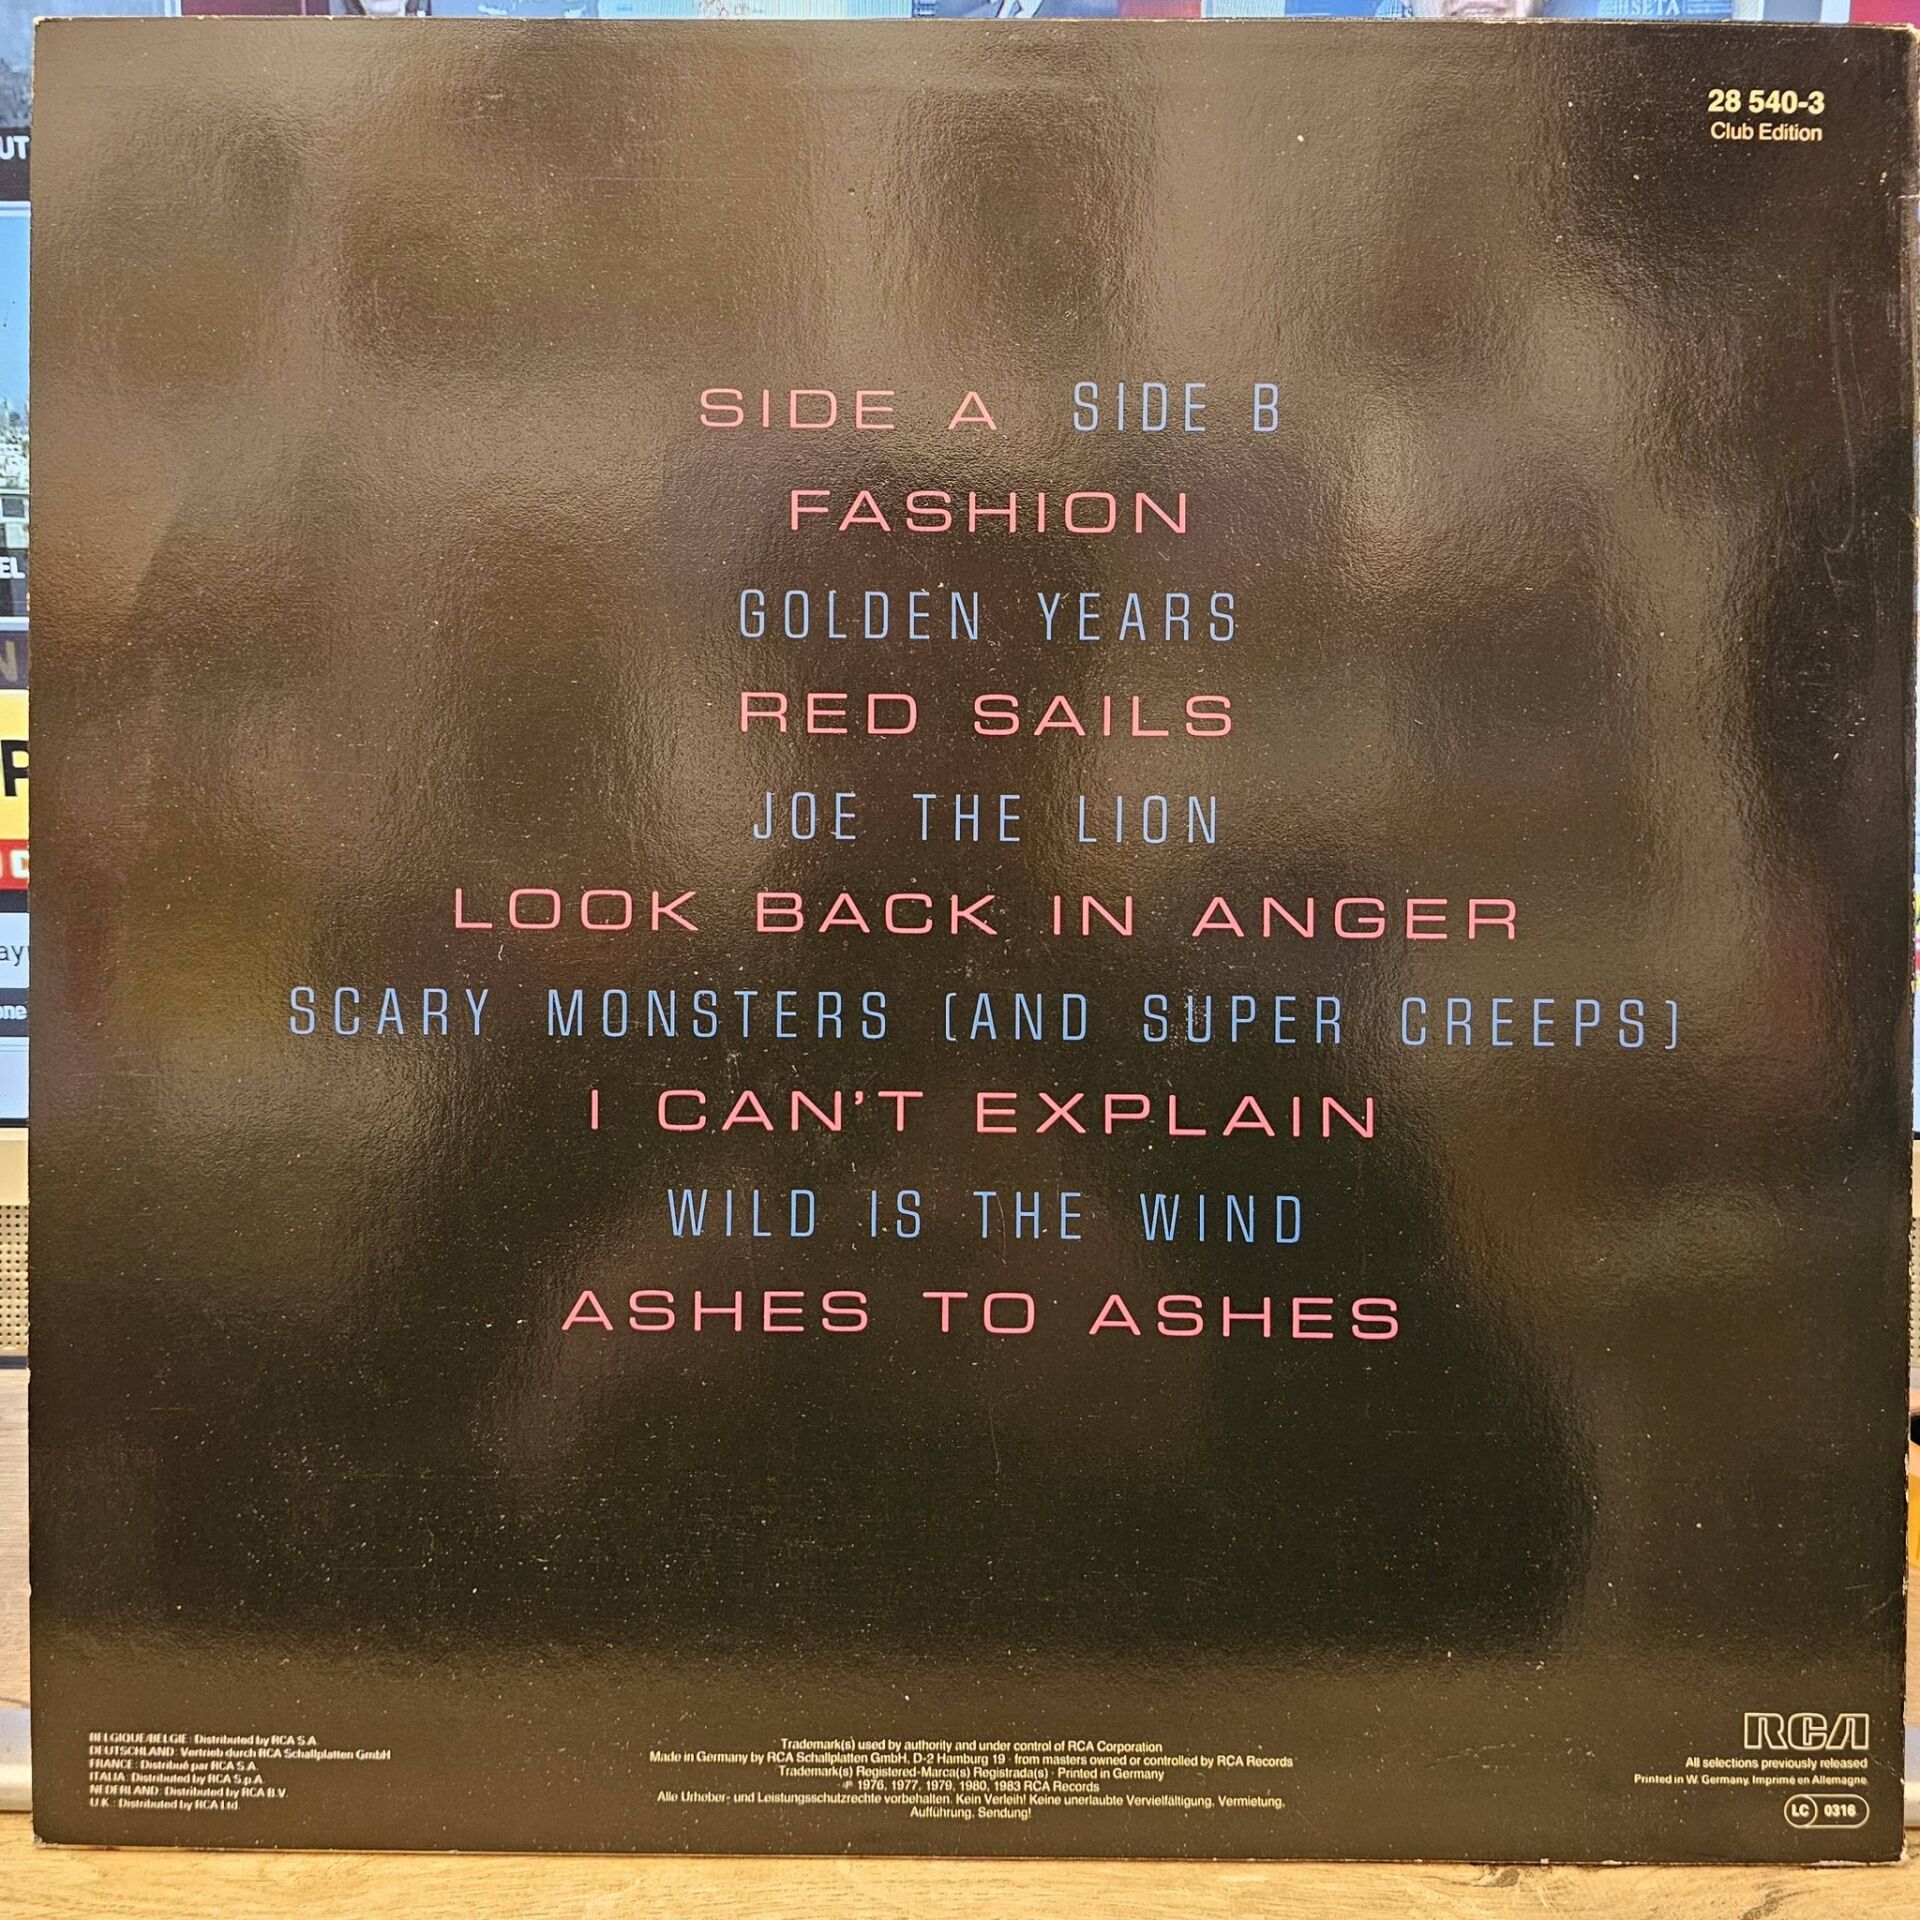 28 540-3
Club Edition
SIDE A SIDE B
FASHION
GOLDEN YEARS
RED SAILS
JOE THE LION
LOOK BACK IN ANGER
SCARY MONSTERS (AND SUPER CREEPS)
I CAN'T EXPLAIN
WILD IS THE WIND
ASHES TO ASHES
BELGIQUE/BELGIE: Distributed by RCA S.A.
DEUTSCHLAND: Vertrieb durch RCA Schallplatten GmbH
FRANCE: Distribué par RCA S.A.
ITALIA: Distributed by RCA S.p.A.
NEDERLAND: Distributed by RCA B.V.
U.K.: Distributed by RCA Ltd.
Trademark(s) used by authority and under control of RCA Corporation
Made in Germany by RCA Schallplatten GmbH, D-2 Hamburg 19 · from masters owned or controlled by RCA Records
Trademark(s) Registered-Marca(s) Registrada(s) · Printed in Germany
℗ 1976, 1977, 1979, 1980, 1983 RCA Records
Alle Urheber- und Leistungsschutzrechte vorbehalten. Kein Verleih! Keine unerlaubte Vervielfältigung, Vermietung,
Aufführung, Sendung!
RCA
All selections previously released
Printed in W. Germany. Imprimé en Allemagne
LC 0316
SETA